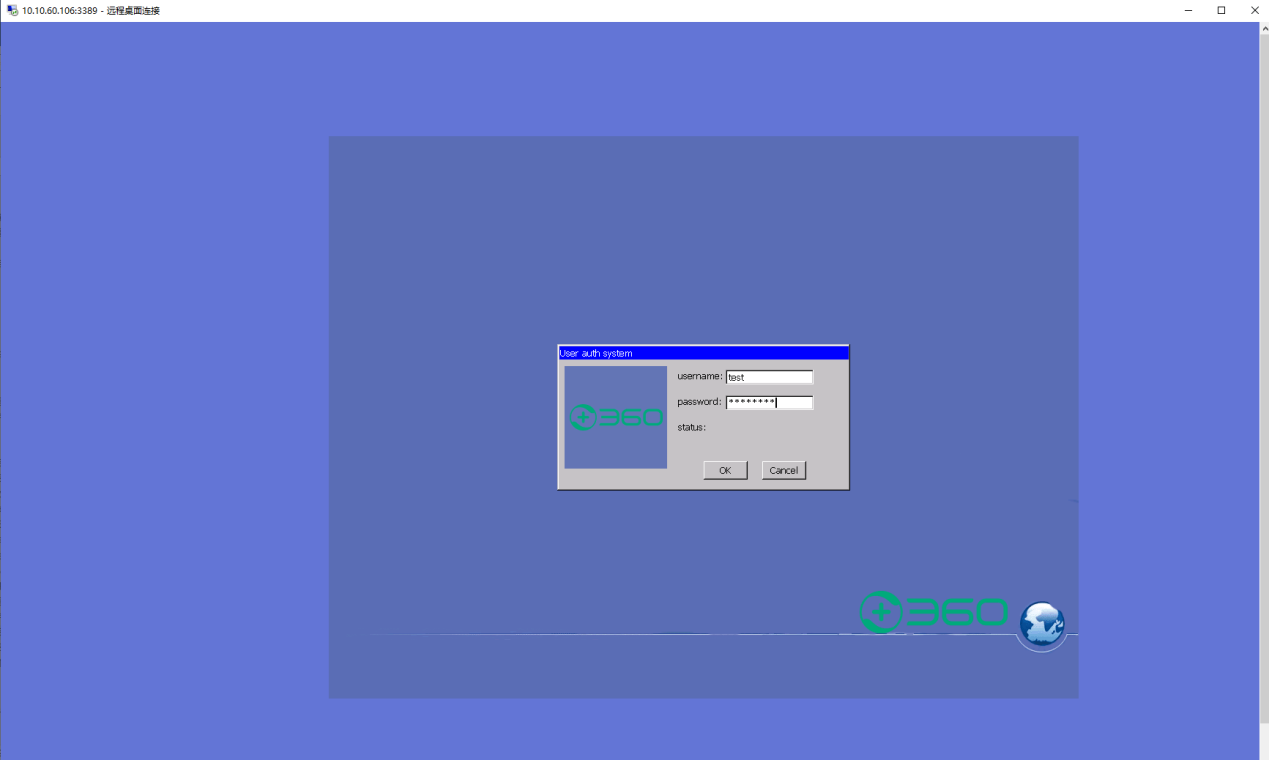 10.10.60.106:3389 - 远程桌面连接
User auth system
360
username: test
password: ********
status:
OK
Cancel
360